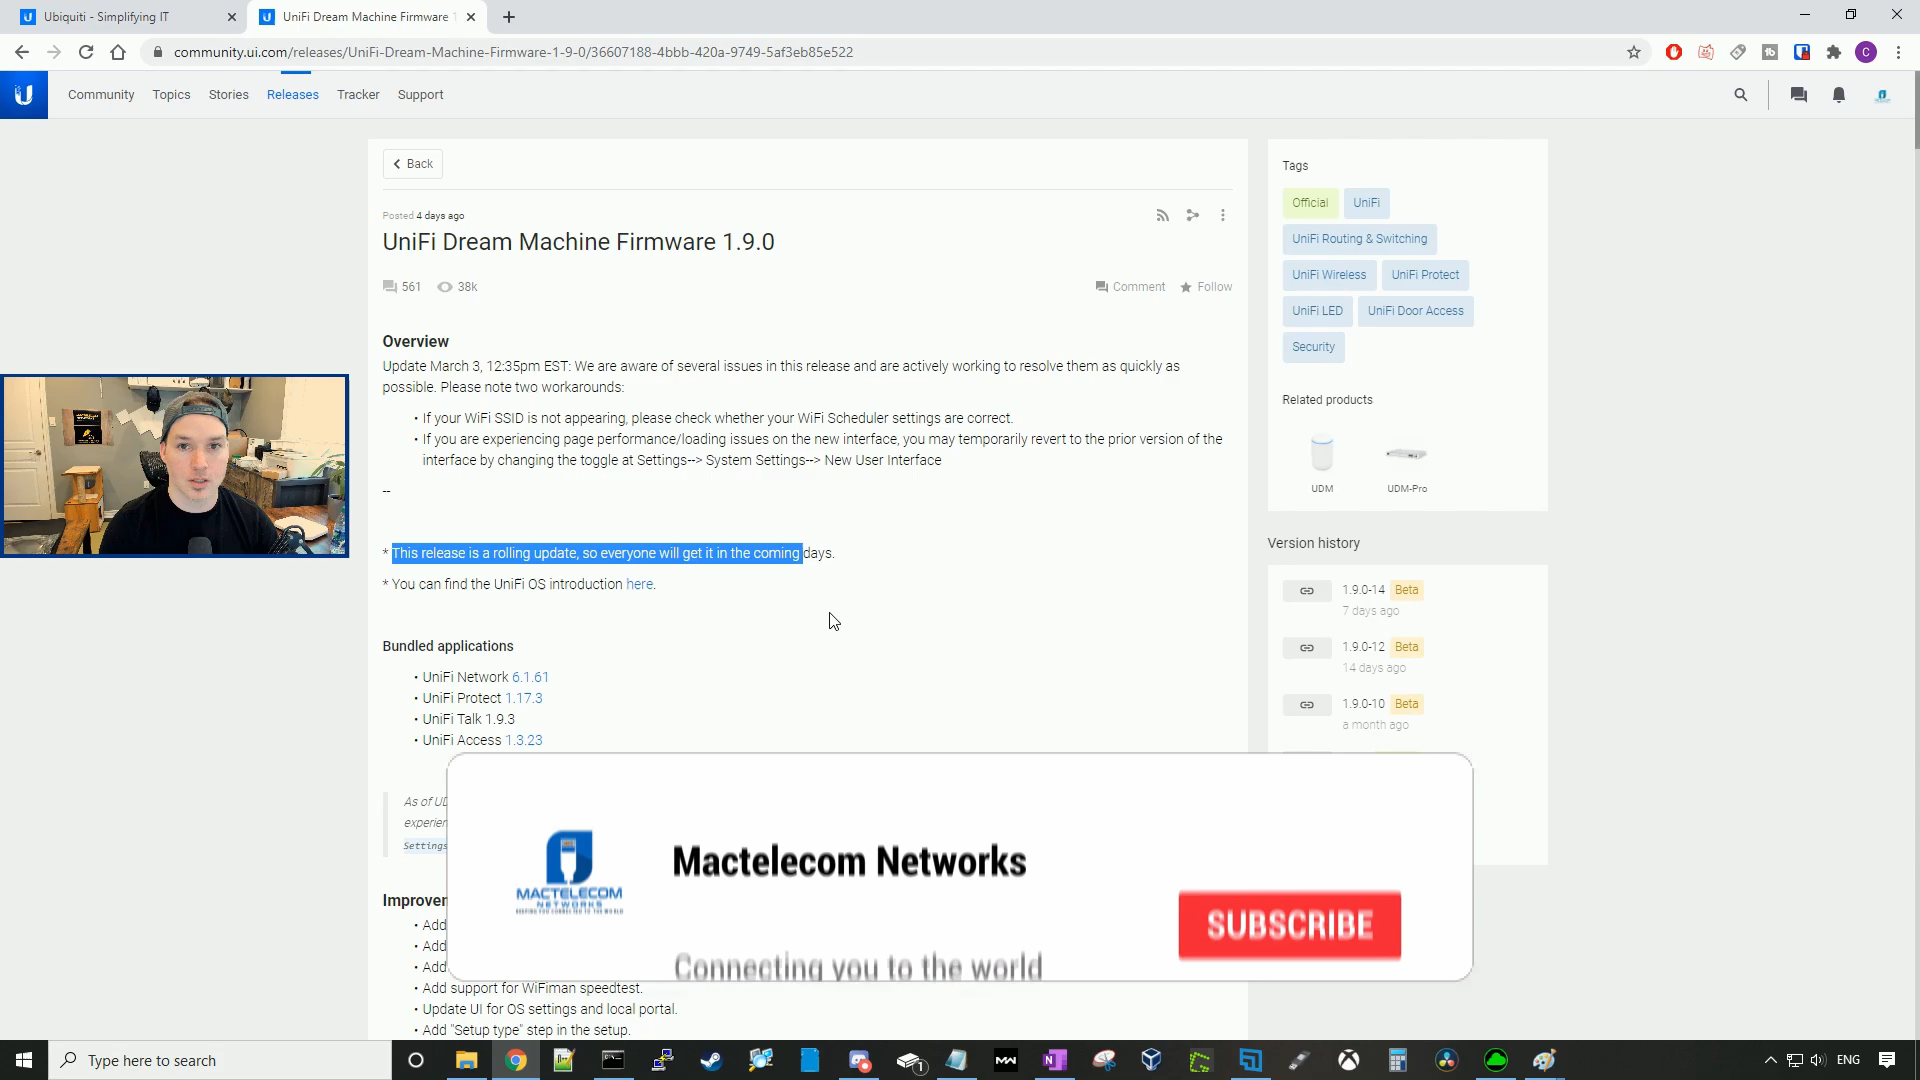 Ubiquiti - Simplifying IT
UniFi Dream Machine Firmware 1
community.ui.com/releases/UniFi-Dream-Machine-Firmware-1-9-0/36607188-4bbb-420a-9749-5af3eb85e522
Community Topics Stories Releases Tracker Support
Back
Posted 4 days ago
UniFi Dream Machine Firmware 1.9.0
561 38k
Comment Follow
Overview
Update March 3, 12:35pm EST: We are aware of several issues in this release and are actively working to resolve them as quickly as
possible. Please note two workarounds:
• If your WiFi SSID is not appearing, please check whether your WiFi Scheduler settings are correct.
• If you are experiencing page performance/loading issues on the new interface, you may temporarily revert to the prior version of the
interface by changing the toggle at Settings--> System Settings--> New User Interface
--
* This release is a rolling update, so everyone will get it in the coming days.
* You can find the UniFi OS introduction here.
Bundled applications
• UniFi Network 6.1.61
• UniFi Protect 1.17.3
• UniFi Talk 1.9.3
• UniFi Access 1.3.23
As of UD
experien
Settings
Improver
• Add
• Add
• Add
• Add support for WiFiman speedtest.
• Update UI for OS settings and local portal.
• Add "Setup type" step in the setup.
Tags
Official UniFi
UniFi Routing & Switching
UniFi Wireless UniFi Protect
UniFi LED UniFi Door Access
Security
Related products
UDM UDM-Pro
Version history
1.9.0-14 Beta
7 days ago
1.9.0-12 Beta
14 days ago
1.9.0-10 Beta
a month ago
MACTELECOM
NETWORKS
Mactelecom Networks
Connecting you to the world
SUBSCRIBE
Type here to search
ENG